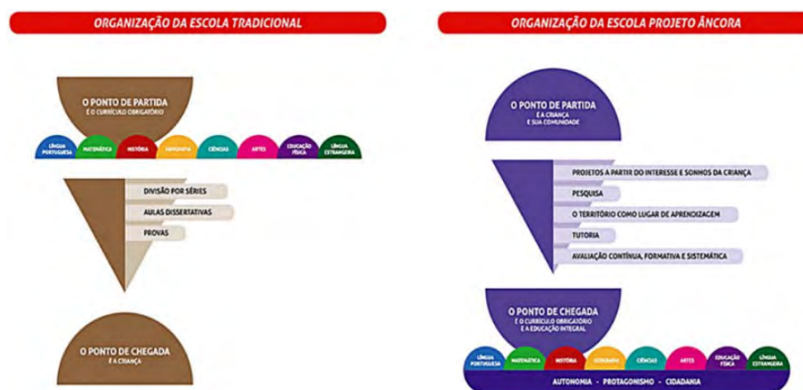 ORGANIZAÇÃO DA ESCOLA TRADICIONAL
O PONTO DE PARTIDA
É O CURRÍCULO OBRIGATÓRIO
LÍNGUA
PORTUGUESA
MATEMÁTICA
HISTÓRIA
GEOGRAFIA
CIÊNCIAS
ARTES
EDUCAÇÃO
FÍSICA
LÍNGUA
ESTRANGEIRA
DIVISÃO POR SÉRIES
AULAS DISSERTATIVAS
PROVAS
O PONTO DE CHEGADA
É A CRIANÇA
ORGANIZAÇÃO DA ESCOLA PROJETO ÂNCORA
O PONTO DE PARTIDA
É A CRIANÇA
E SUA COMUNIDADE
PROJETOS A PARTIR DO INTERESSE E SONHOS DA CRIANÇA
PESQUISA
O TERRITÓRIO COMO LUGAR DE APRENDIZAGEM
TUTORIA
AVALIAÇÃO CONTÍNUA, FORMATIVA E SISTEMÁTICA
O PONTO DE CHEGADA
É O CURRÍCULO OBRIGATÓRIO
E A EDUCAÇÃO INTEGRAL
LÍNGUA
PORTUGUESA
MATEMÁTICA
HISTÓRIA
GEOGRAFIA
CIÊNCIAS
ARTES
EDUCAÇÃO
FÍSICA
LÍNGUA
ESTRANGEIRA
AUTONOMIA - PROTAGONISMO - CIDADANIA